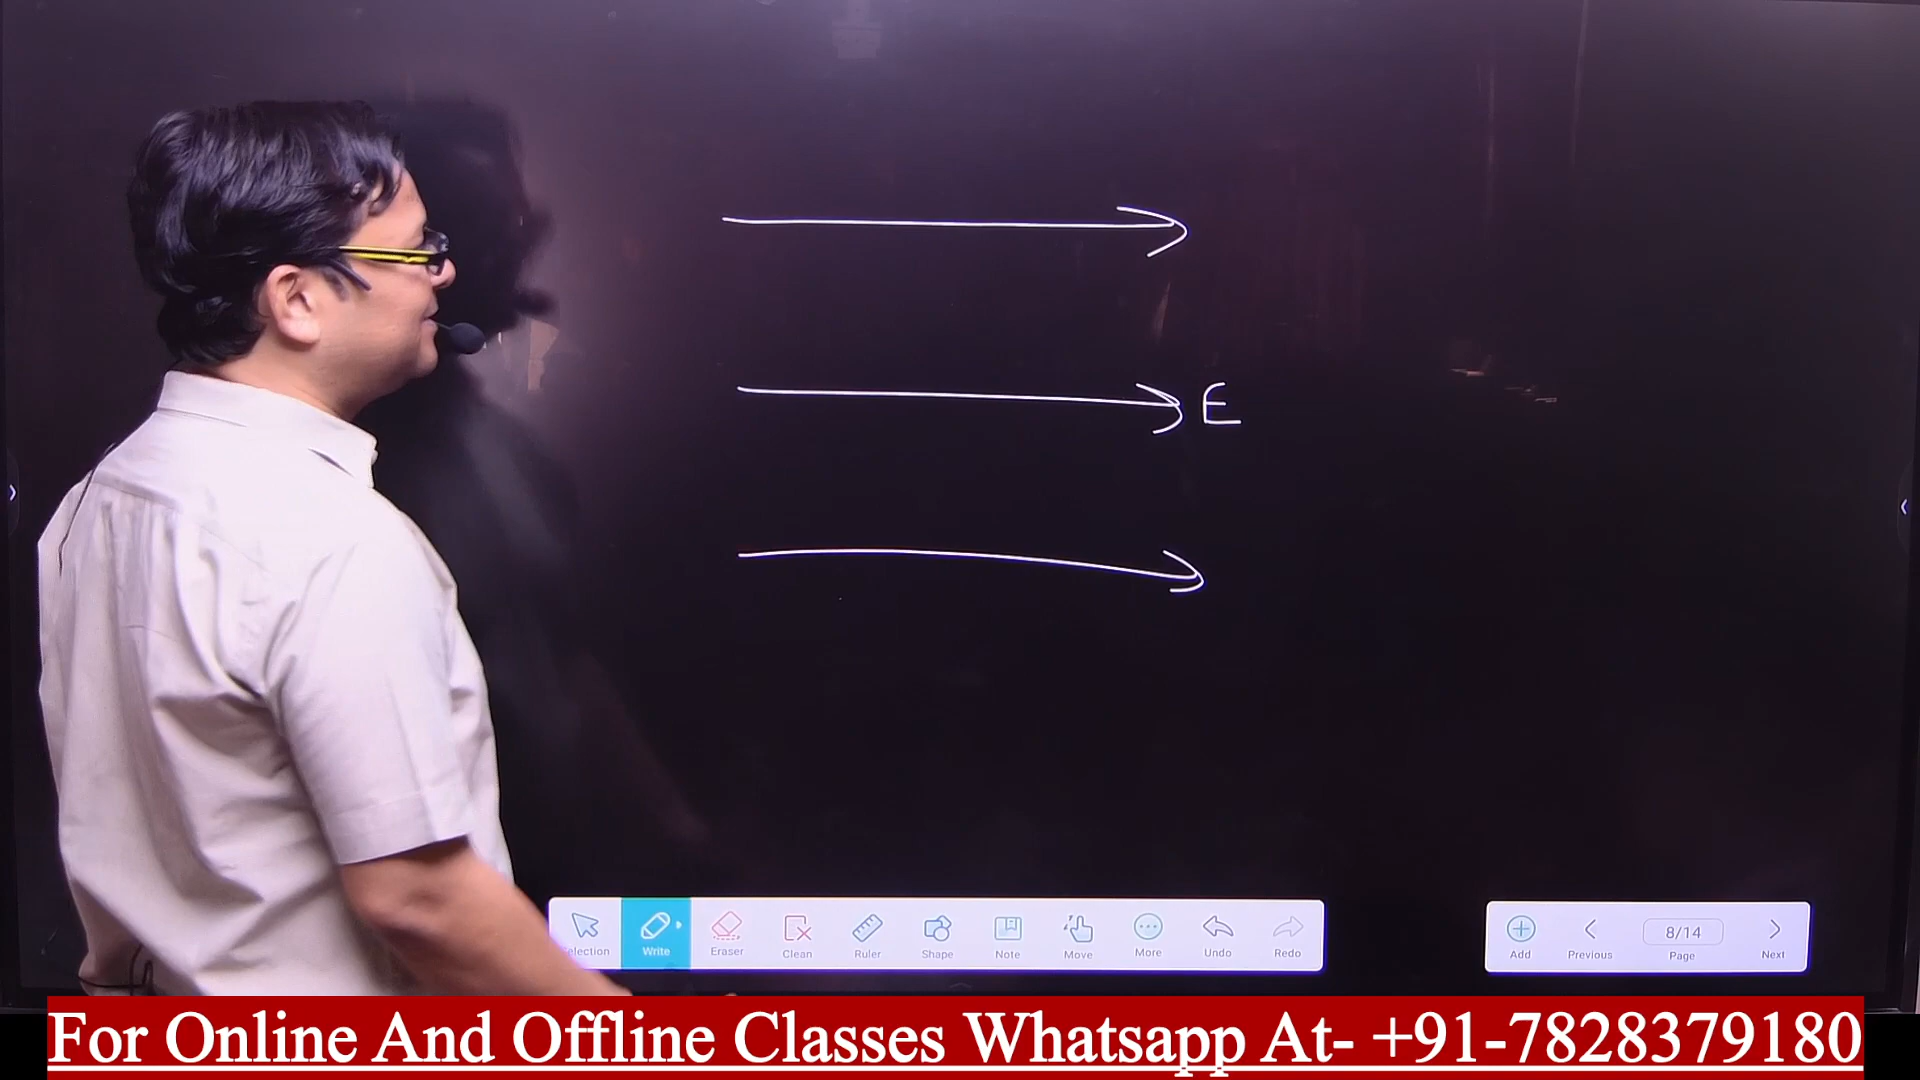 E
election
Write
Eraser
Clean
Ruler
Shape
Note
Move
More
Undo
Redo
Add
Previous
8/14
Page
Next
For Online And Offline Classes Whatsapp At- +91-7828379180